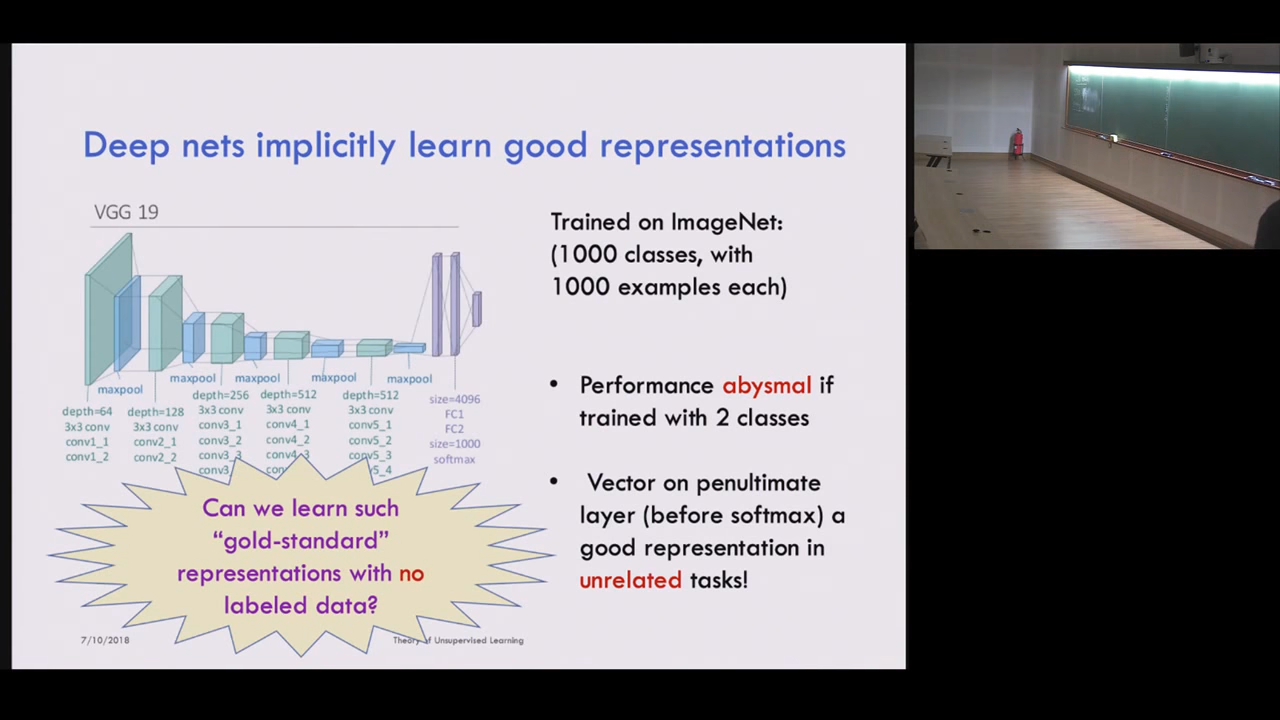 Deep nets implicitly learn good representations
VGG 19
maxpool
maxpool
maxpool
maxpool
maxpool
depth=64
3x3 conv
conv1_1
conv1_2
depth=128
3x3 conv
conv2_1
conv2_2
depth=256
3x3 conv
conv3_1
conv3_2
conv3_3
conv3_
depth=512
3x3 conv
conv4_1
conv4_2
conv4_3
con
depth=512
3x3 conv
conv5_1
conv5_2
conv5_3
v5_4
size=4096
FC1
FC2
size=1000
softmax
Can we learn such
“gold-standard”
representations with no
labeled data?
Trained on ImageNet:
(1000 classes, with
1000 examples each)
• Performance abysmal if
trained with 2 classes
• Vector on penultimate
layer (before softmax) a
good representation in
unrelated tasks!
7/10/2018
Theory of Unsupervised Learning